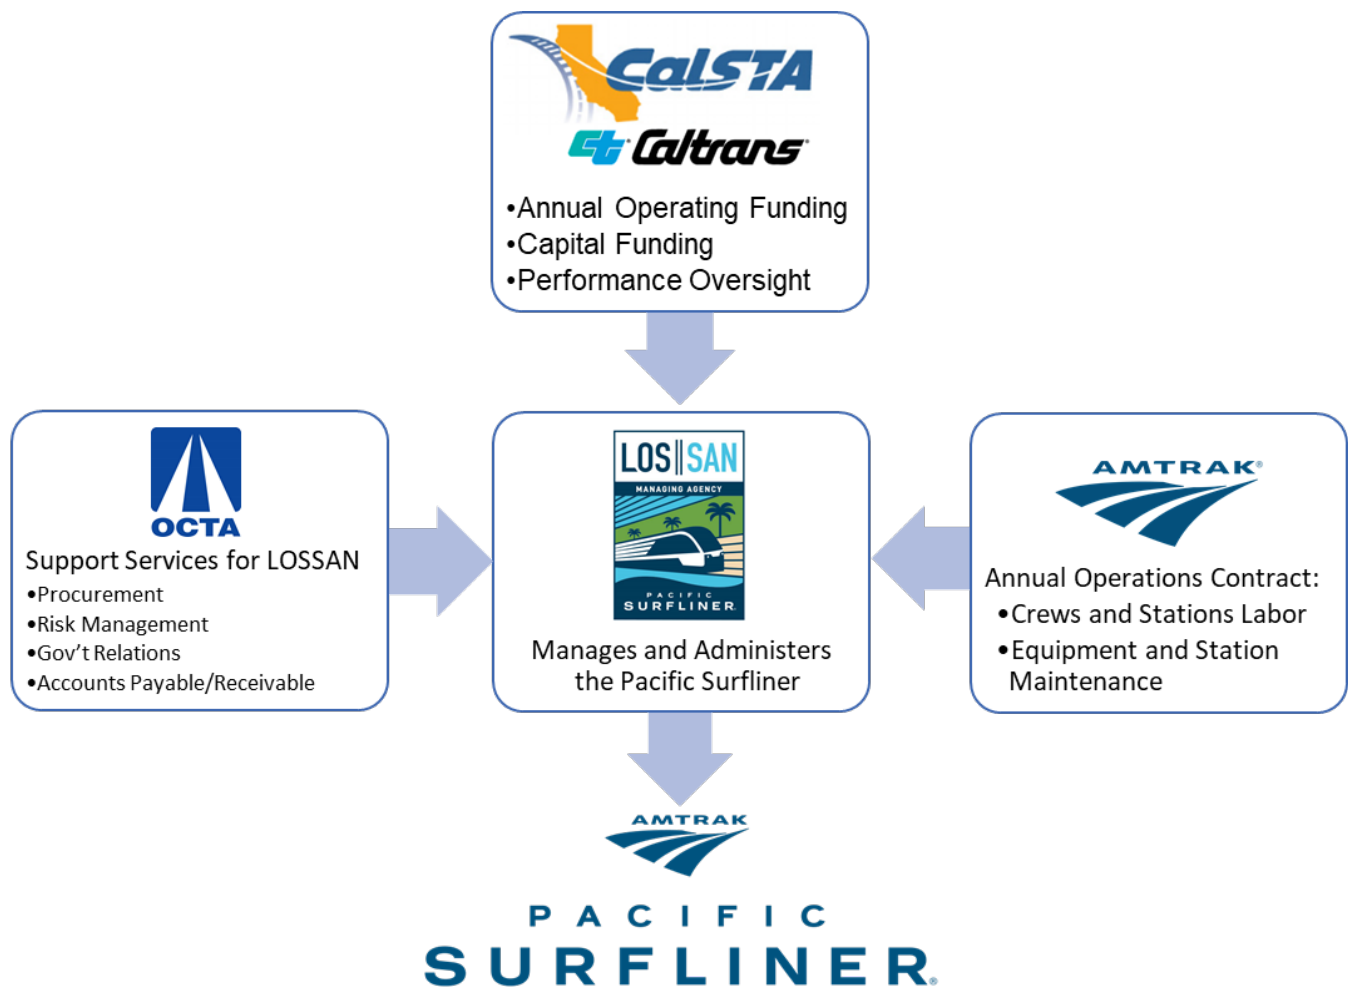 CalSTA
ct Caltrans
•Annual Operating Funding
•Capital Funding
•Performance Oversight
OCTA
Support Services for LOSSAN
•Procurement
•Risk Management
•Gov't Relations
•Accounts Payable/Receivable
LOS||SAN
MANAGING AGENCY
PACIFIC
SURFLINER
Manages and Administers
the Pacific Surfliner
AMTRAK®
Annual Operations Contract:
•Crews and Stations Labor
•Equipment and Station
Maintenance
AMTRAK
PACIFIC
SURFLINER®